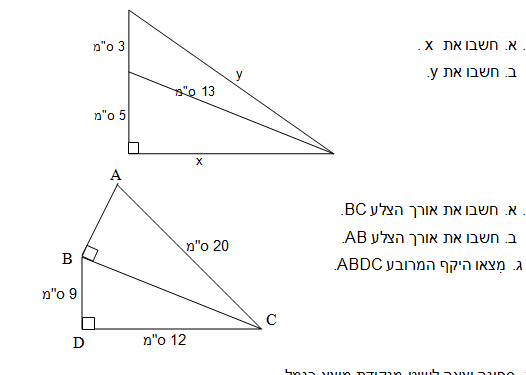 א. חשבו את x .
ב. חשבו את y.
3 ס"מ
5 ס"מ
13 ס"מ
y
x
א. חשבו את אורך הצלע BC.
ב. חשבו את אורך הצלע AB.
ג. מצאו היקף המרובע ABDC.
A
B
C
D
20 ס"מ
9 ס"מ
12 ס"מ